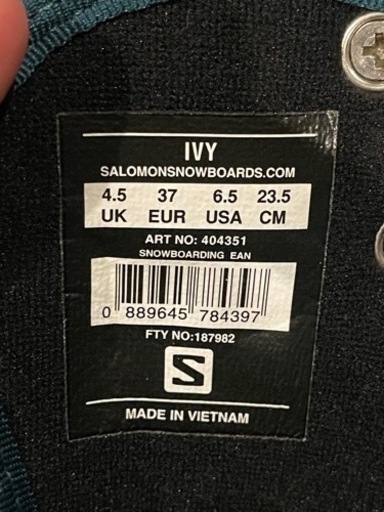 IVY
SALOMONSNOWBOARDS.COM
4.5 37 6.5 23.5
UK EUR USA CM
ART NO: 404351
SNOWBOARDING EAN
0 889645 784397
FTY NO:187982
S
MADE IN VIETNAM